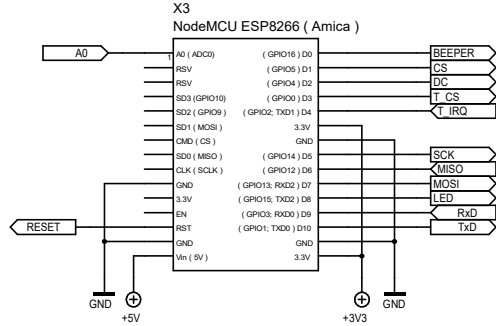 X3
NodeMCU ESP8266 ( Amica )
A0
1
A0 ( ADC0)
( GPIO16) D0
BEEPER
RSV
( GPIO5) D1
CS
RSV
( GPIO4) D2
DC
SD3 (GPIO10)
( GPIO0) D3
T_CS
SD2 ( GPIO9)
( GPIO2; TXD1) D4
T_IRQ
SD1 ( MOSI)
3.3V
CMD ( CS )
GND
SD0 ( MISO)
( GPIO14) D5
SCK
CLK ( SCLK )
( GPIO12) D6
MISO
GND
( GPIO13; RXD2) D7
MOSI
3.3V
( GPIO15; TXD2) D8
LED
EN
( GPIO3; RXD0) D9
RxD
RESET
RST
( GPIO1; TXD0) D10
TxD
GND
GND
Vin ( 5V )
3.3V
GND
+5V
+3V3
GND